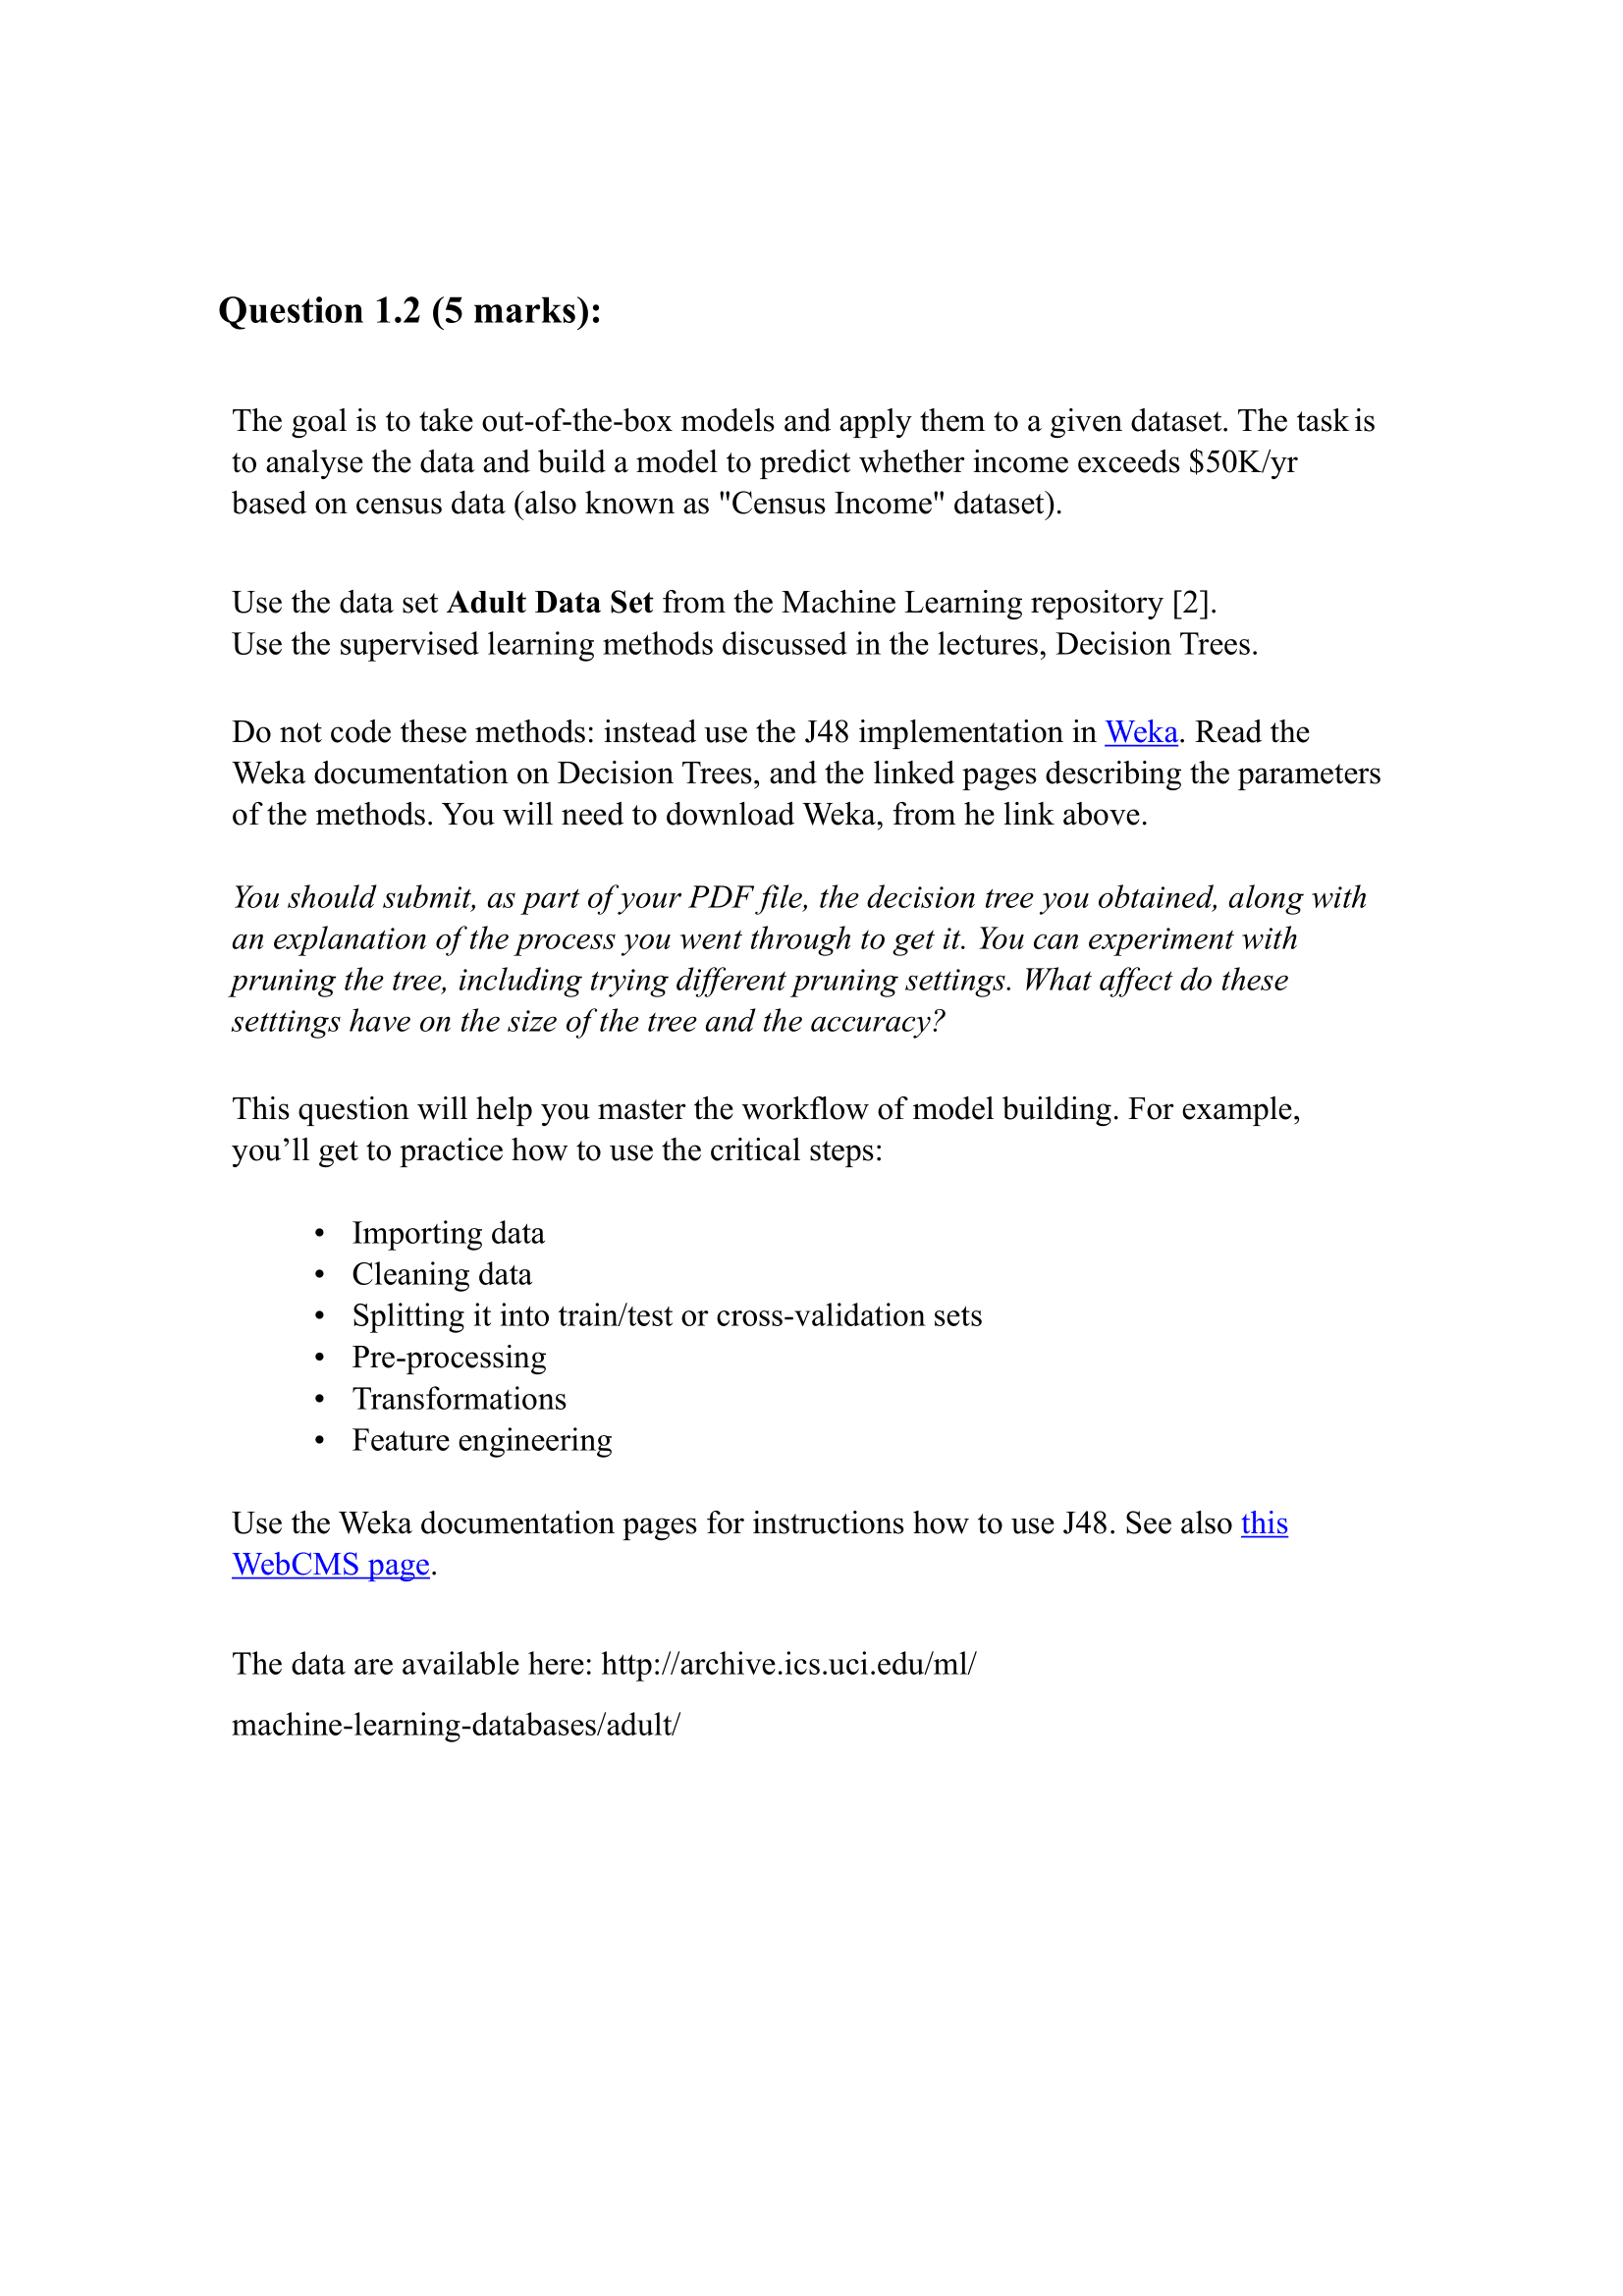 Question 1.2 (5 marks):
The goal is to take out-of-the-box models and apply them to a given dataset. The task is
to analyse the data and build a model to predict whether income exceeds $50K/yr
based on census data (also known as "Census Income" dataset).
Use the data set Adult Data Set from the Machine Learning repository [2].
Use the supervised learning methods discussed in the lectures, Decision Trees.
Do not code these methods: instead use the J48 implementation in Weka. Read the
Weka documentation on Decision Trees, and the linked pages describing the parameters
of the methods. You will need to download Weka, from he link above.
You should submit, as part of your PDF file, the decision tree you obtained, along with
an explanation of the process you went through to get it. You can experiment with
pruning the tree, including trying different pruning settings. What affect do these
setttings have on the size of the tree and the accuracy?
This question will help you master the workflow of model building. For example,
you’ll get to practice how to use the critical steps:
• Importing data
• Cleaning data
• Splitting it into train/test or cross-validation sets
• Pre-processing
• Transformations
• Feature engineering
Use the Weka documentation pages for instructions how to use J48. See also this
WebCMS page.
The data are available here: http://archive.ics.uci.edu/ml/
machine-learning-databases/adult/